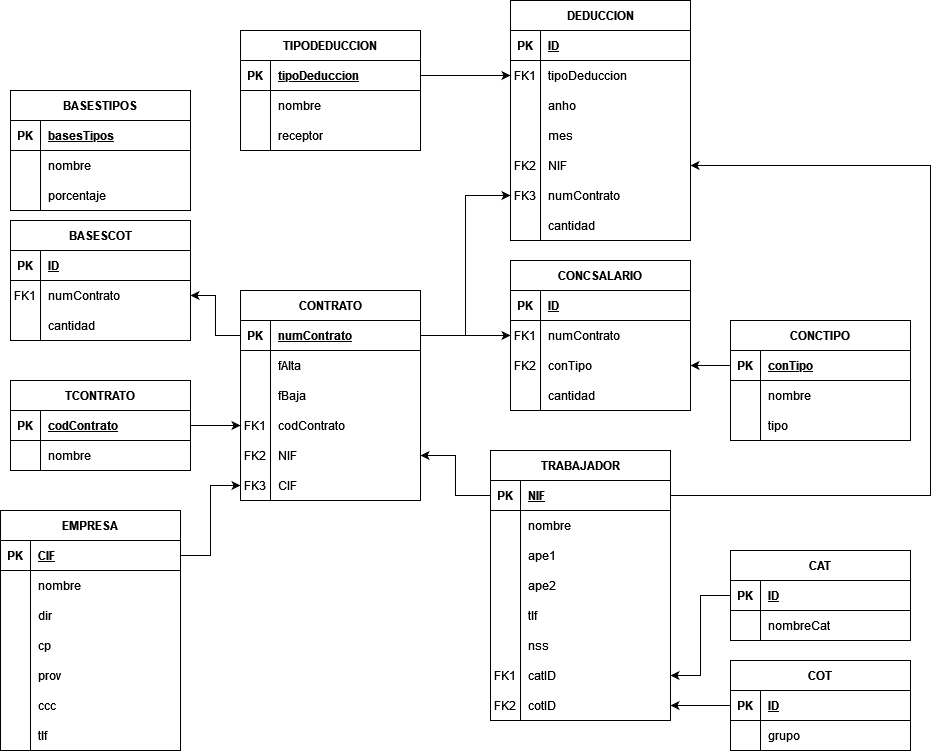 DEDUCCION
PK ID
FK1 tipoDeduccion
anho
mes
FK2 NIF
FK3 numContrato
cantidad
TIPODEDUCCION
PK tipoDeduccion
nombre
receptor
BASESTIPOS
PK basesTipos
nombre
porcentaje
BASESCOT
PK ID
FK1 numContrato
cantidad
CONTRATO
PK numContrato
fAlta
fBaja
FK1 codContrato
FK2 NIF
FK3 CIF
CONCSALARIO
PK ID
FK1 numContrato
FK2 conTipo
cantidad
CONCTIPO
PK conTipo
nombre
tipo
TCONTRATO
PK codContrato
nombre
TRABAJADOR
PK NIF
nombre
ape1
ape2
tlf
nss
FK1 catID
FK2 cotID
EMPRESA
PK CIF
nombre
dir
cp
prov
ccc
tlf
CAT
PK ID
nombreCat
COT
PK ID
grupo